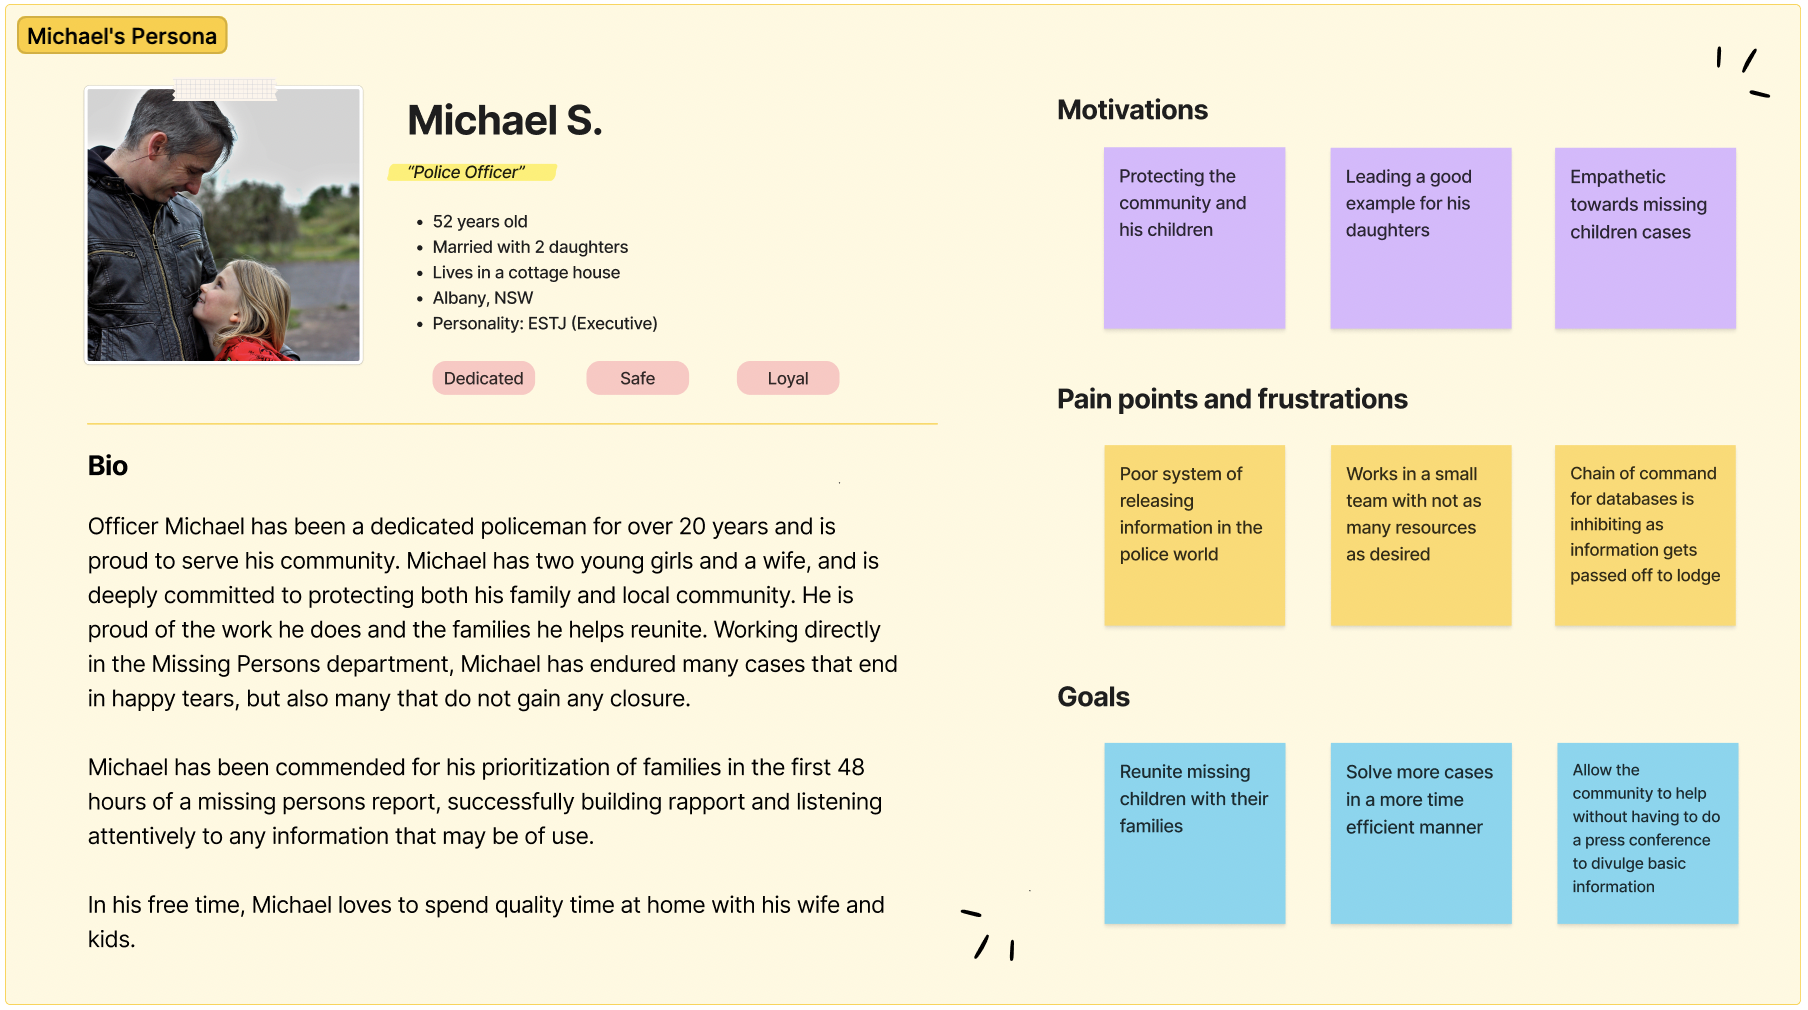 Michael's Persona
Michael S.
“Police Officer”
• 52 years old
• Married with 2 daughters
• Lives in a cottage house
• Albany, NSW
• Personality: ESTJ (Executive)
Dedicated
Safe
Loyal
Bio
Officer Michael has been a dedicated policeman for over 20 years and is
proud to serve his community. Michael has two young girls and a wife, and is
deeply committed to protecting both his family and local community. He is
proud of the work he does and the families he helps reunite. Working directly
in the Missing Persons department, Michael has endured many cases that end
in happy tears, but also many that do not gain any closure.
Michael has been commended for his prioritization of families in the first 48
hours of a missing persons report, successfully building rapport and listening
attentively to any information that may be of use.
In his free time, Michael loves to spend quality time at home with his wife and
kids.
Motivations
Protecting the
community and
his children
Leading a good
example for his
daughters
Empathetic
towards missing
children cases
Pain points and frustrations
Poor system of
releasing
information in the
police world
Works in a small
team with not as
many resources
as desired
Chain of command
for databases is
inhibiting as
information gets
passed off to lodge
Goals
Reunite missing
children with their
families
Solve more cases
in a more time
efficient manner
Allow the
community to help
without having to do
a press conference
to divulge basic
information